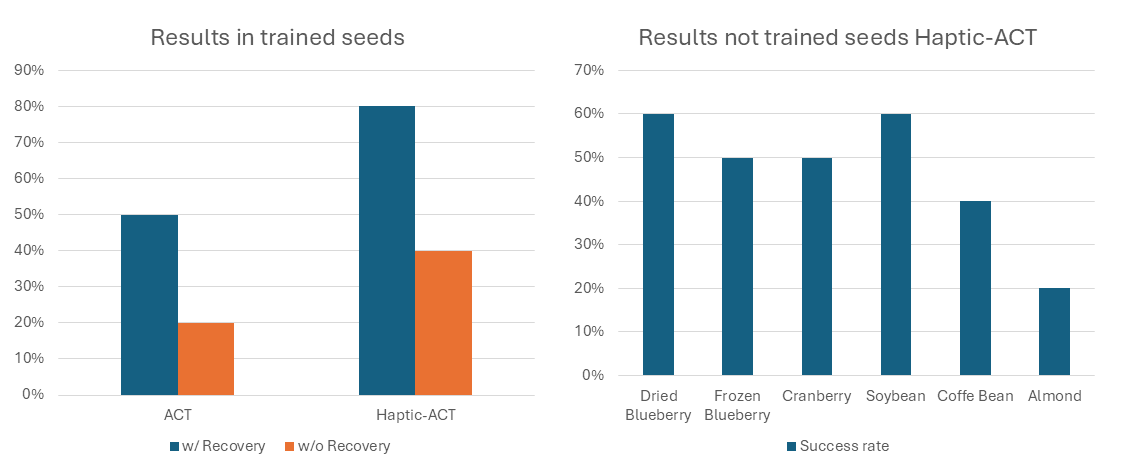 Results in trained seeds
90%
80%
70%
60%
50%
40%
30%
20%
10%
0%
ACT
Haptic-ACT
w/ Recovery
w/o Recovery
Results not trained seeds Haptic-ACT
70%
60%
50%
40%
30%
20%
10%
0%
Dried
Blueberry
Frozen
Blueberry
Cranberry
Soybean
Coffe Bean
Almond
Success rate